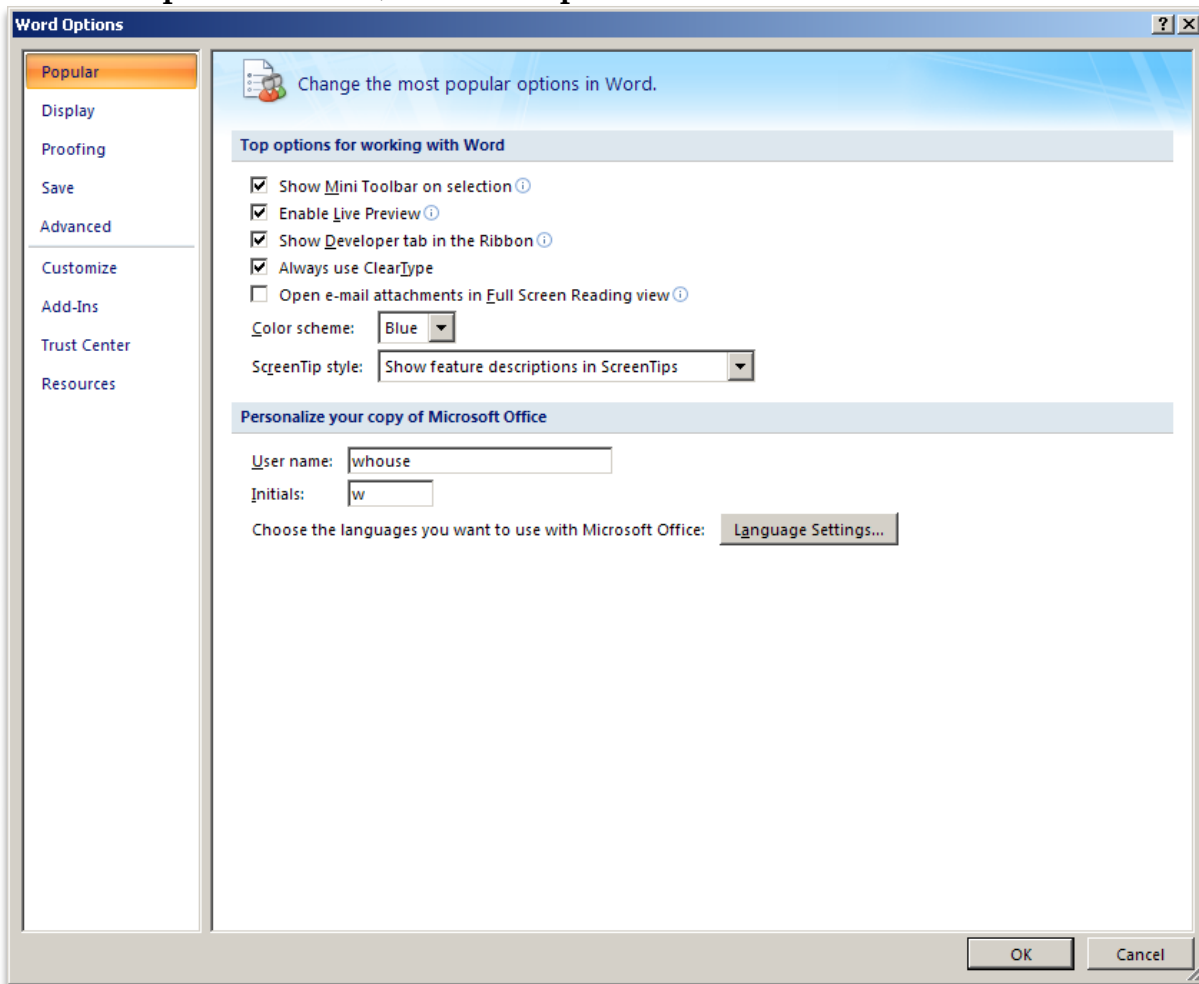 Word Options
Popular
Display
Proofing
Save
Advanced
Customize
Add-Ins
Trust Center
Resources
Change the most popular options in Word.
Top options for working with Word
Show Mini Toolbar on selection
Enable Live Preview
Show Developer tab in the Ribbon
Always use ClearType
Open e-mail attachments in Full Screen Reading view
Color scheme: Blue
ScreenTip style: Show feature descriptions in ScreenTips
Personalize your copy of Microsoft Office
User name: whouse
Initials: w
Choose the languages you want to use with Microsoft Office: Language Settings...
OK Cancel